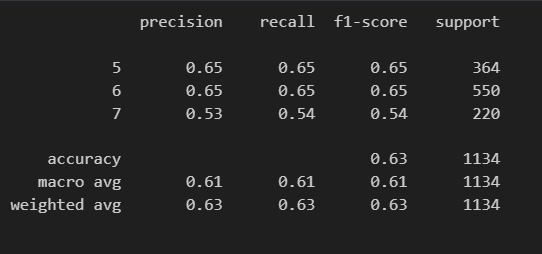 precision recall f1-score support
5 0.65 0.65 0.65 364
6 0.65 0.65 0.65 550
7 0.53 0.54 0.54 220
accuracy 0.63 1134
macro avg 0.61 0.61 0.61 1134
weighted avg 0.63 0.63 0.63 1134